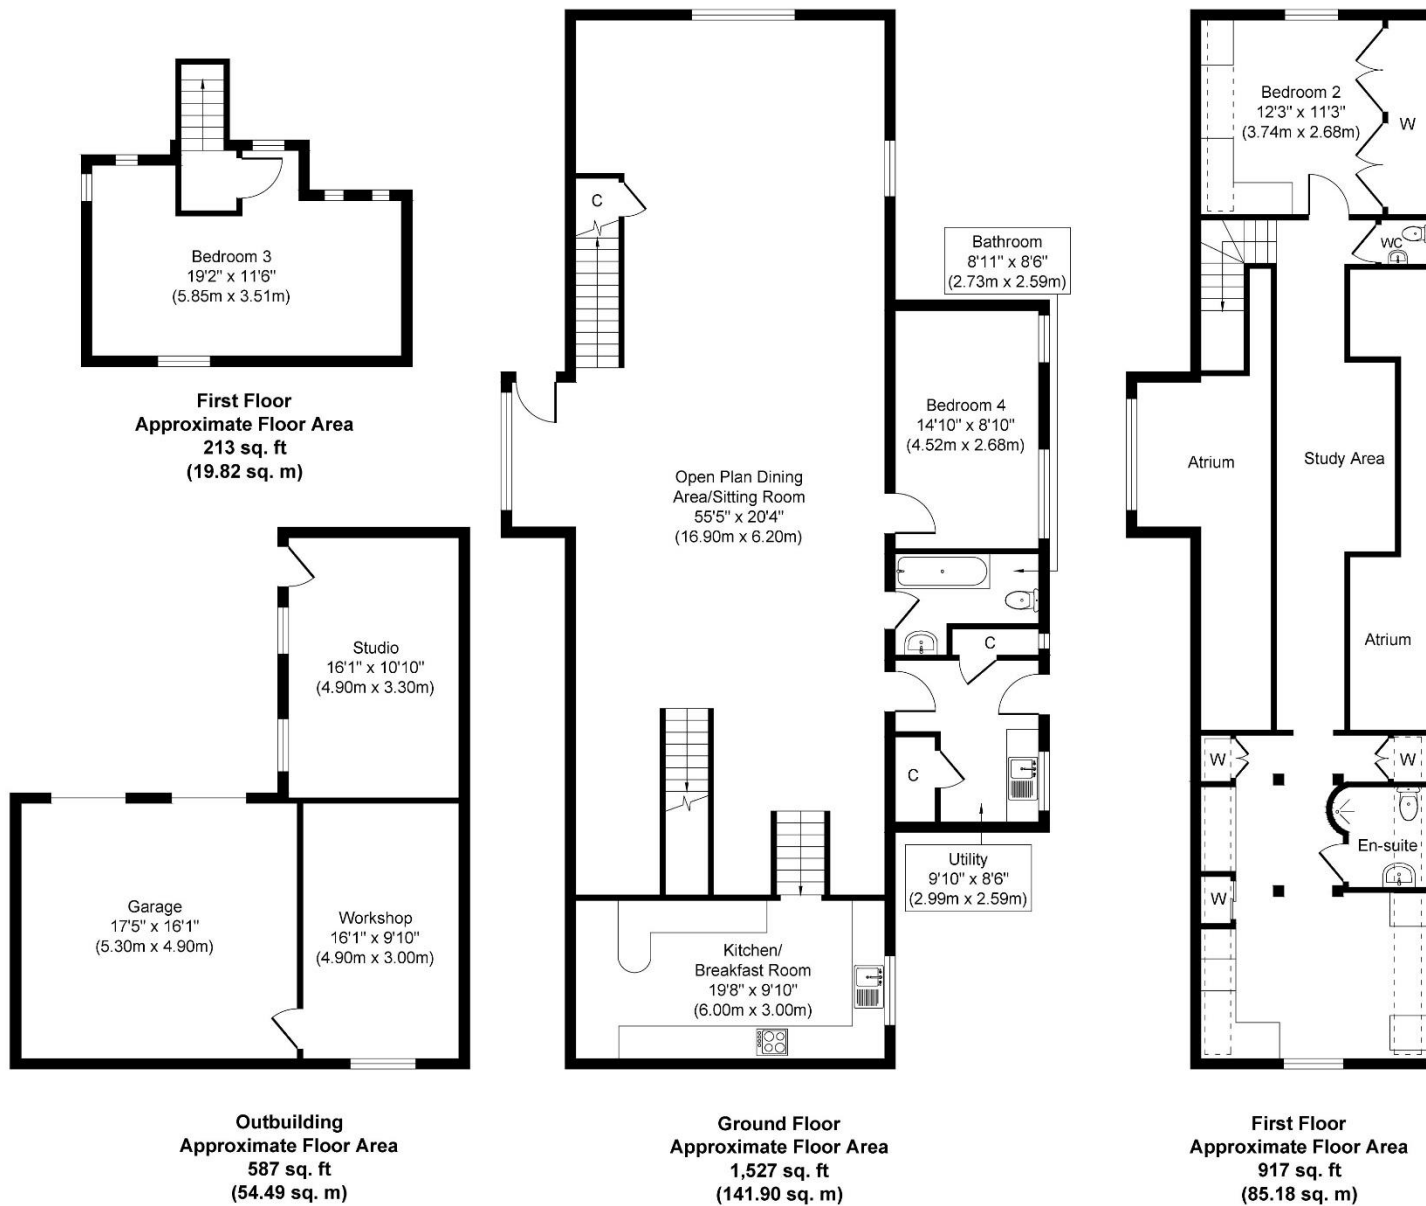 Bedroom 3
19'2" x 11'6"
(5.85m x 3.51m)
First Floor
Approximate Floor Area
213 sq. ft
(19.82 sq. m)
Studio
16'1" x 10'10"
(4.90m x 3.30m)
Garage
17'5" x 16'1"
(5.30m x 4.90m)
Workshop
16'1" x 9'10"
(4.90m x 3.00m)
Outbuilding
Approximate Floor Area
587 sq. ft
(54.49 sq. m)
C
Bathroom
8'11" x 8'6"
(2.73m x 2.59m)
Bedroom 4
14'10" x 8'10"
(4.52m x 2.68m)
Open Plan Dining
Area/Sitting Room
55'5" x 20'4"
(16.90m x 6.20m)
C
C
Utility
9'10" x 8'6"
(2.99m x 2.59m)
Kitchen/
Breakfast Room
19'8" x 9'10"
(6.00m x 3.00m)
Ground Floor
Approximate Floor Area
1,527 sq. ft
(141.90 sq. m)
Bedroom 2
12'3" x 11'3"
(3.74m x 2.68m)
W
WC
Atrium
Study Area
Atrium
W
W
En-suite
W
First Floor
Approximate Floor Area
917 sq. ft
(85.18 sq. m)